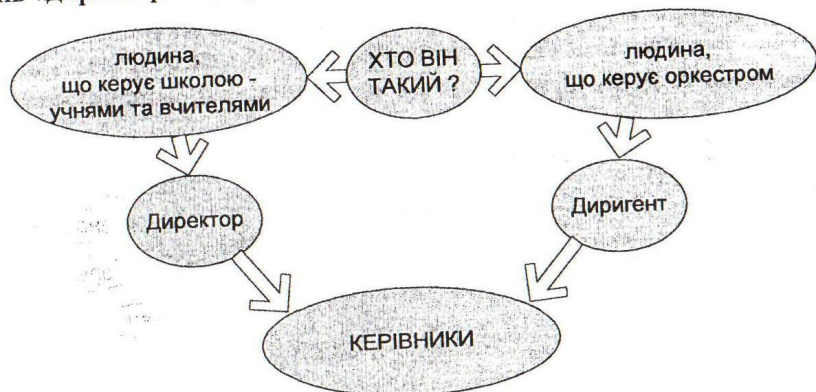 ХТО ВІН
ТАКИЙ ?
людина,
що керує школою -
учнями та вчителями
людина,
що керує оркестром
Директор
Диригент
КЕРІВНИКИ